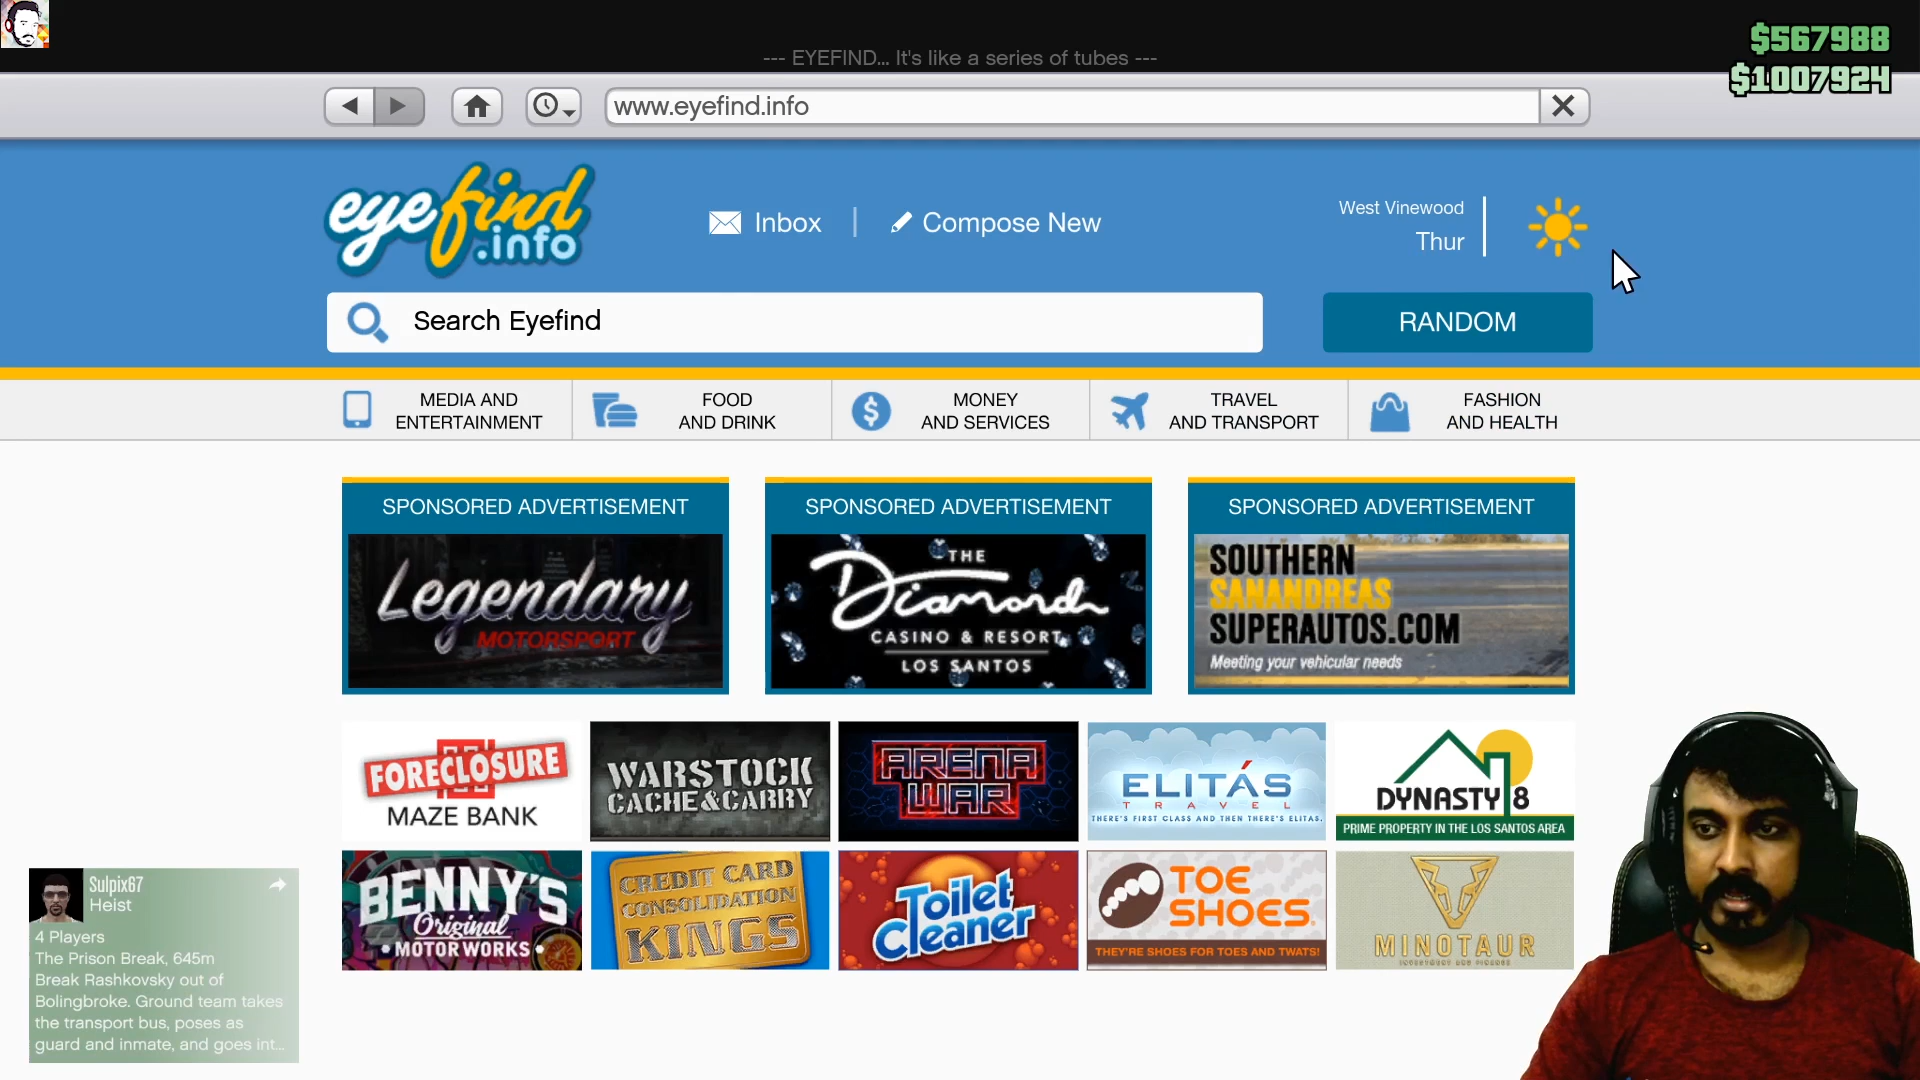 --- EYEFIND... It's like a series of tubes ---
$567988
$1007924
www.eyefind.info
eyefind
.info
Inbox
Compose New
West Vinewood
Thur
Search Eyefind
RANDOM
MEDIA AND
ENTERTAINMENT
FOOD
AND DRINK
MONEY
AND SERVICES
TRAVEL
AND TRANSPORT
FASHION
AND HEALTH
SPONSORED ADVERTISEMENT
Legendary
MOTORSPORT
SPONSORED ADVERTISEMENT
THE
Diamond
CASINO & RESORT
LOS SANTOS
SPONSORED ADVERTISEMENT
SOUTHERN
SANANDREAS
SUPERAUTOS.COM
Meeting your vehicular needs
FORECLOSURE
MAZE BANK
WARSTOCK
CACHE&CARRY
ARENA
WAR
ELITÁS
TRAVEL
THERE'S FIRST CLASS AND THEN THERE'S ELITAS.
DYNASTY 8
PRIME PROPERTY IN THE LOS SANTOS AREA
BENNY'S
Original
MOTOR WORKS
CREDIT CARD
CONSOLIDATION
KINGS
Toilet
Cleaner
TOE
SHOES
THEY'RE SHOES FOR TOES AND TWATS!
MINOTAUR
INVESTMENT AND FINANCE
Sulpix67
Heist
4 Players
The Prison Break, 645m
Break Rashkovsky out of
Bolingbroke. Ground team takes
the transport bus, poses as
guard and inmate, and goes int...